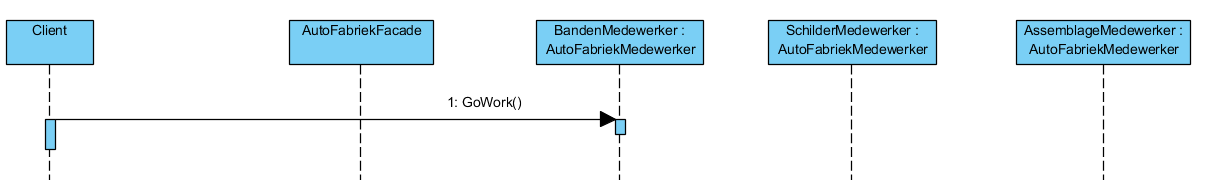 Client
AutoFabriekFacade
BandenMedewerker :
AutoFabriekMedewerker
SchilderMedewerker :
AutoFabriekMedewerker
AssemblageMedewerker :
AutoFabriekMedewerker
1: GoWork()